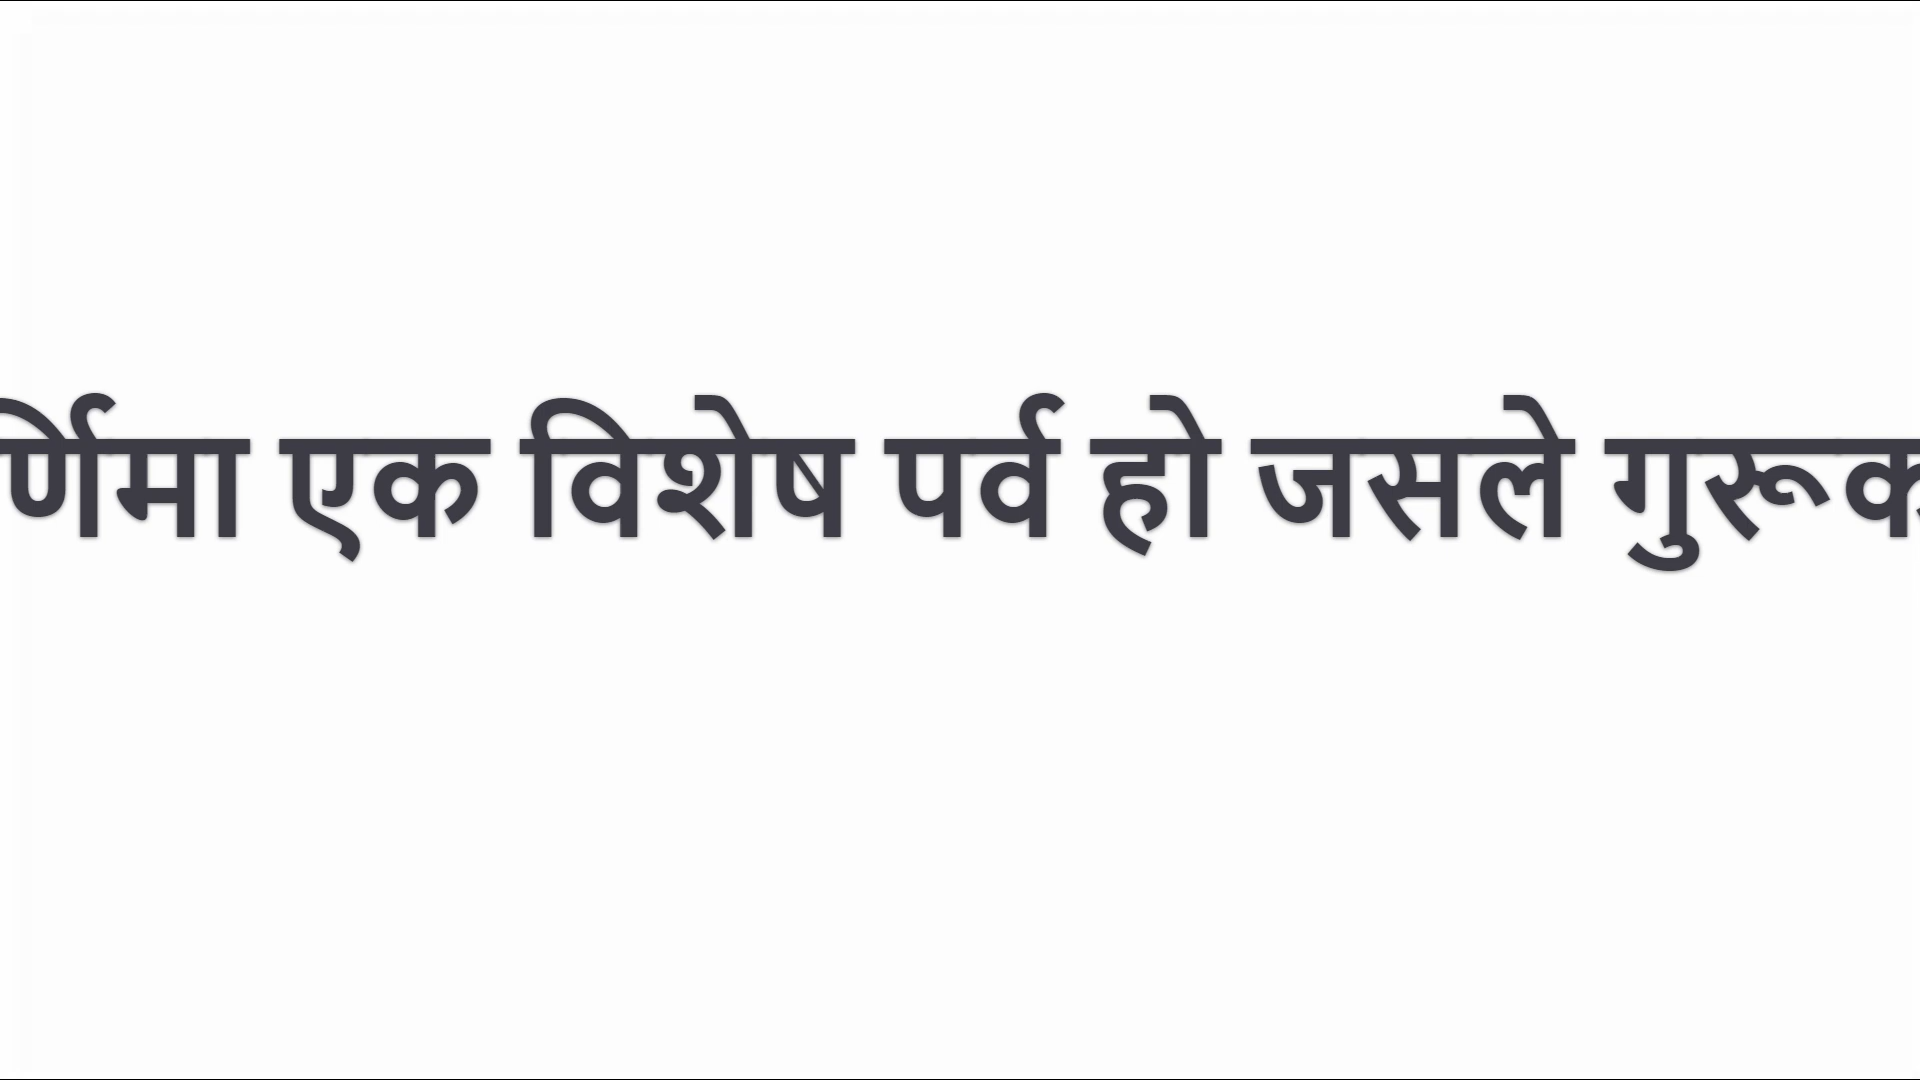 र्णिमा एक विशेष पर्व हो जसले गुरूक